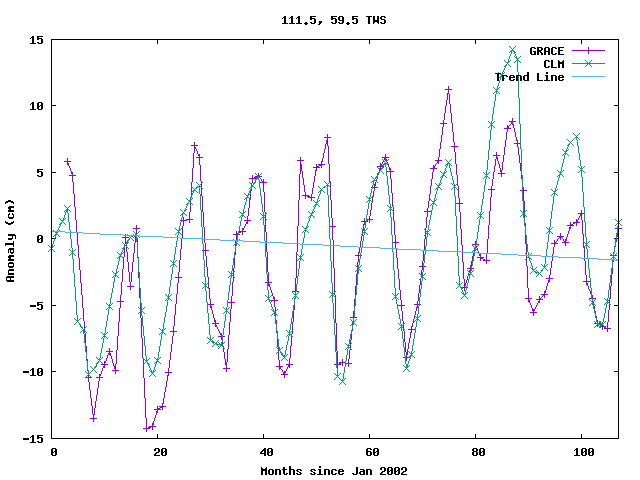 111.5, 59.5 TWS
GRACE
CLM
Trend Line
15
10
5
0
-5
-10
-15
Anomaly (cm)
0 20 40 60 80 100
Months since Jan 2002